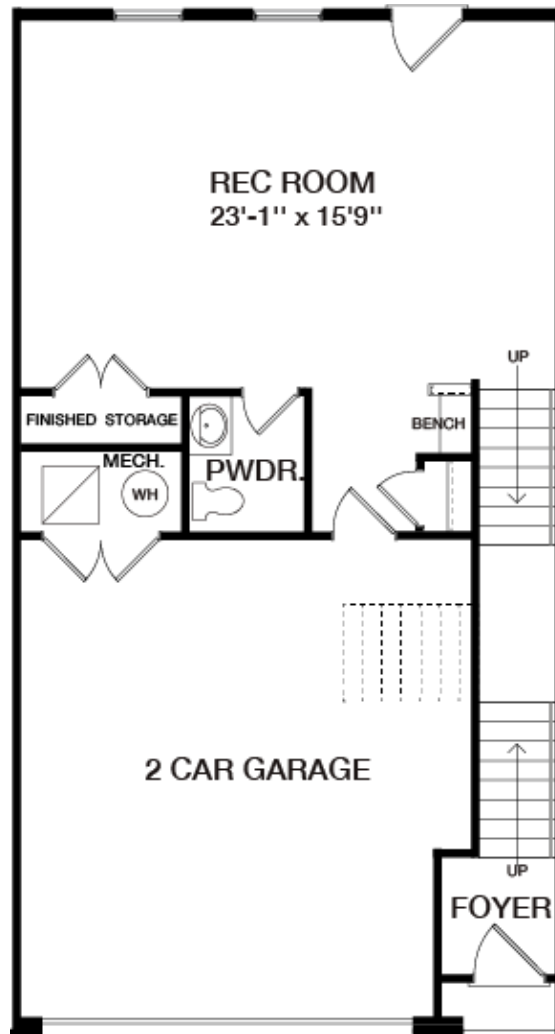 REC ROOM
23'-1" x 15'9"
UP
FINISHED STORAGE
BENCH
MECH.
PWDR.
WH
2 CAR GARAGE
UP
FOYER